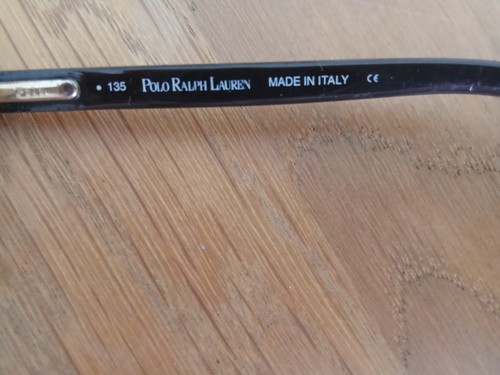 • 135 POLO RALPH LAUREN MADE IN ITALY CE